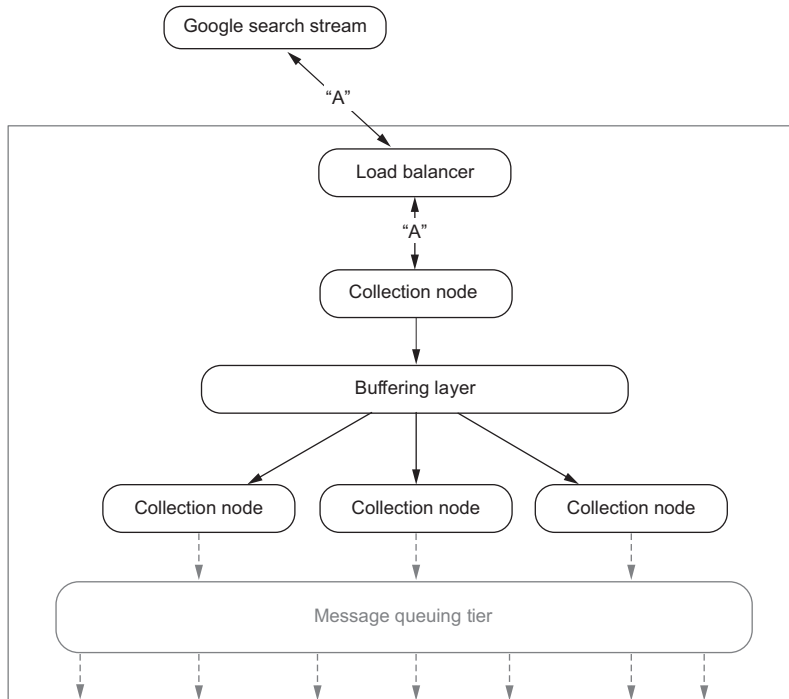 Google search stream
“A”
Load balancer
“A”
Collection node
Buffering layer
Collection node Collection node Collection node
Message queuing tier